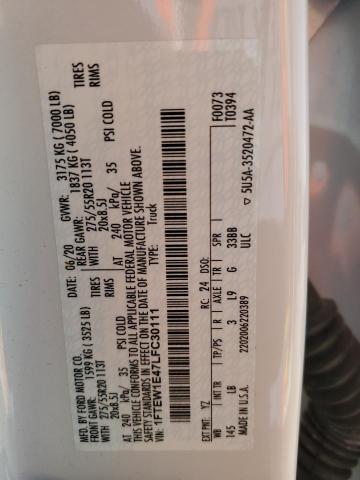 MFD. BY FORD MOTOR CO.
DATE: 06/20 GVWR: 3175 KG ( 7000 LB)
FRONT GAWR: 1599 KG ( 3525 LB) REAR GAWR: 1837 KG ( 4050 LB)
WITH 275/55R20 113T TIRES WITH 275/55R20 113T TIRES
20x8.5J RIMS 20x8.5J RIMS
AT 240 kPa/ 35 PSI COLD AT 240 kPa/ 35 PSI COLD
THIS VEHICLE CONFORMS TO ALL APPLICABLE FEDERAL MOTOR VEHICLE
SAFETY STANDARDS IN EFFECT ON THE DATE OF MANUFACTURE SHOWN ABOVE.
VIN: 1FTEW1E47LFC30111
TYPE: Truck
F0073
T0394
EXT PNT: YZ RC: 24 DSO:
WB INT TR TP/PS R AXLE TR SPR
145 LB 3 L9 G 33BB
MADE IN U.S.A. 2202006220389 ULC
▽ 5U5A-3520472-AA